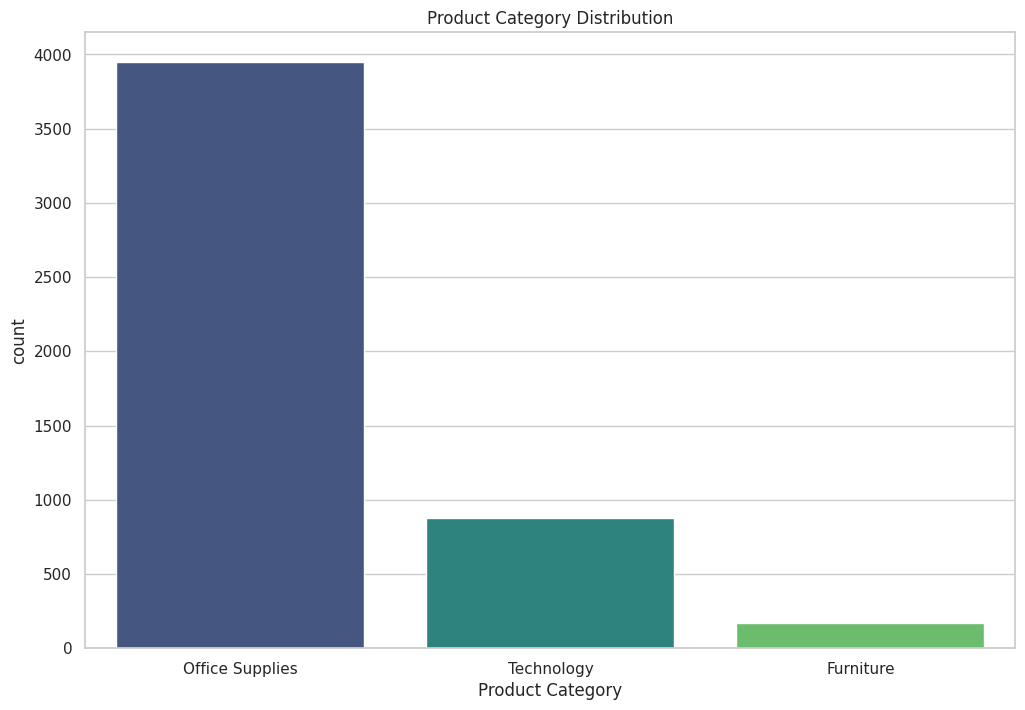 Product Category Distribution
4000
3500
3000
2500
2000
1500
1000
500
0
count
Office Supplies
Technology
Furniture
Product Category